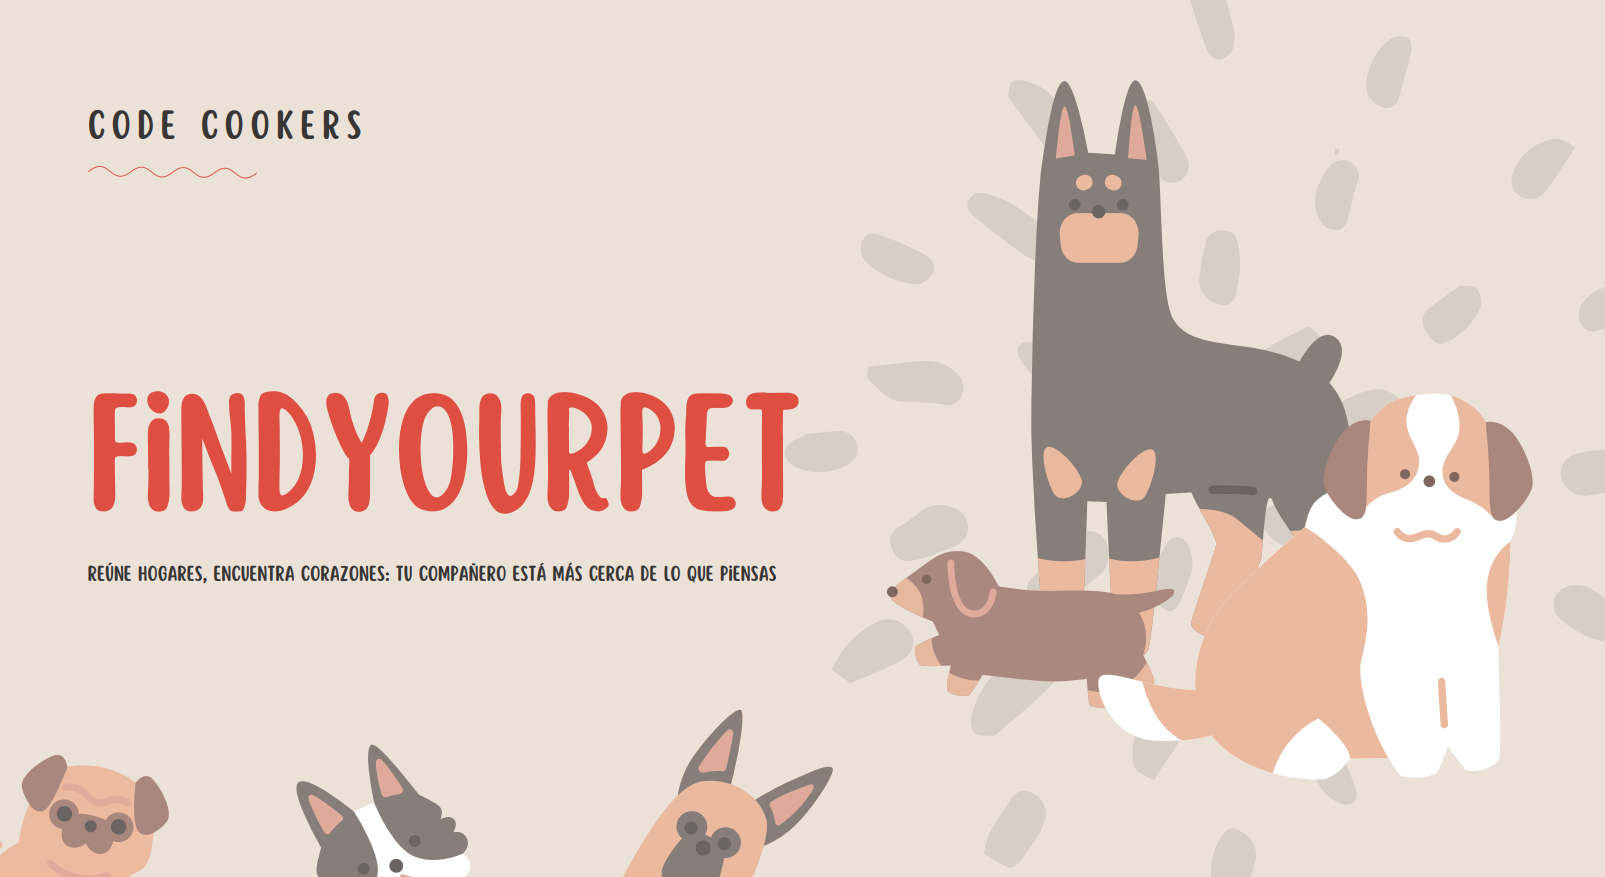 CODE COOKERS
FiNDYOURPET
REÚNE HOGARES, ENCUENTRA CORAZONES: TU COMPAÑERO ESTÁ MÁS CERCA DE LO QUE PiENSAS